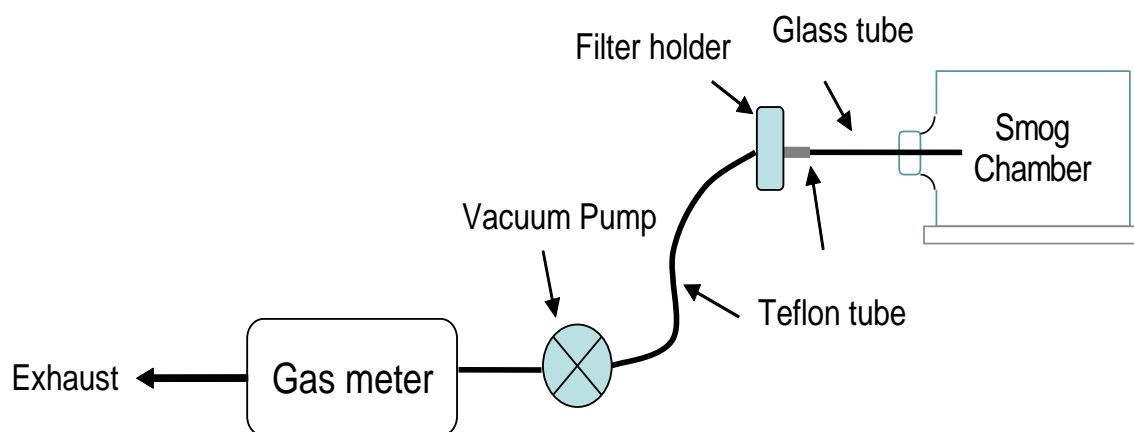 Glass tube
Filter holder
Smog
Chamber
Vacuum Pump
Teflon tube
Gas meter
Exhaust